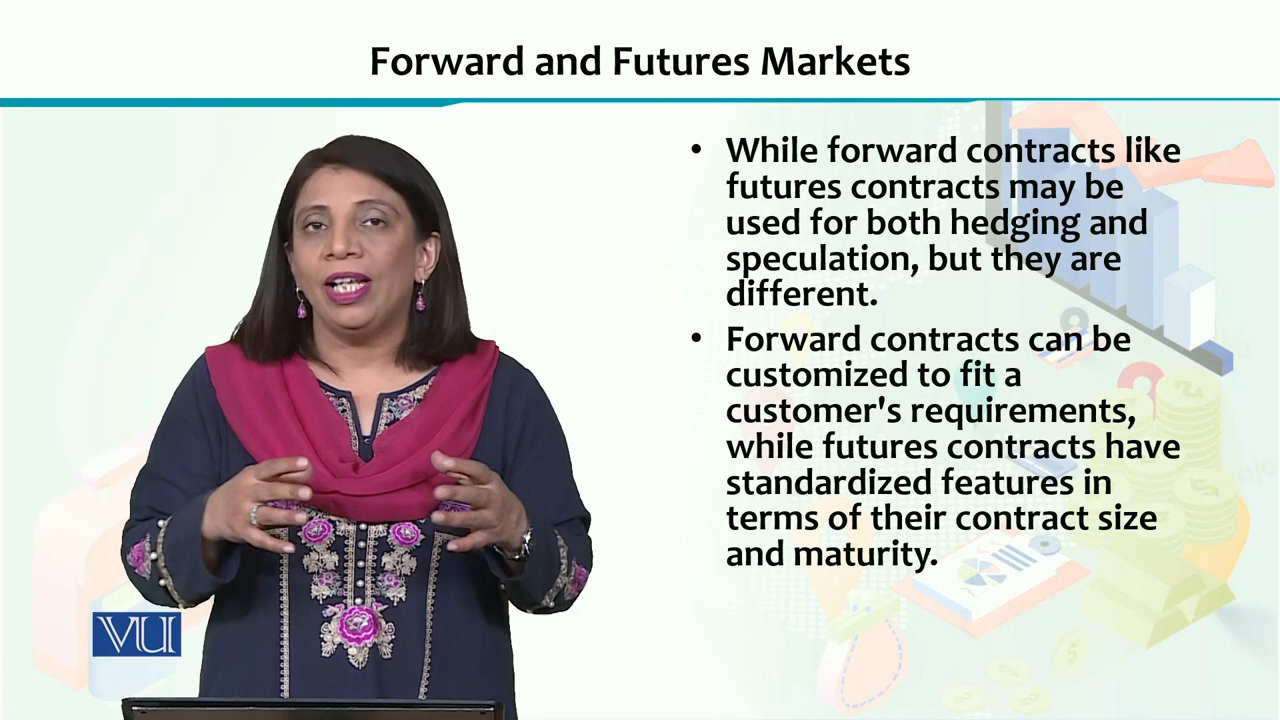 Forward and Futures Markets
• While forward contracts like
futures contracts may be
used for both hedging and
speculation, but they are
different.
• Forward contracts can be
customized to fit a
customer's requirements,
while futures contracts have
standardized features in
terms of their contract size
and maturity.
VU